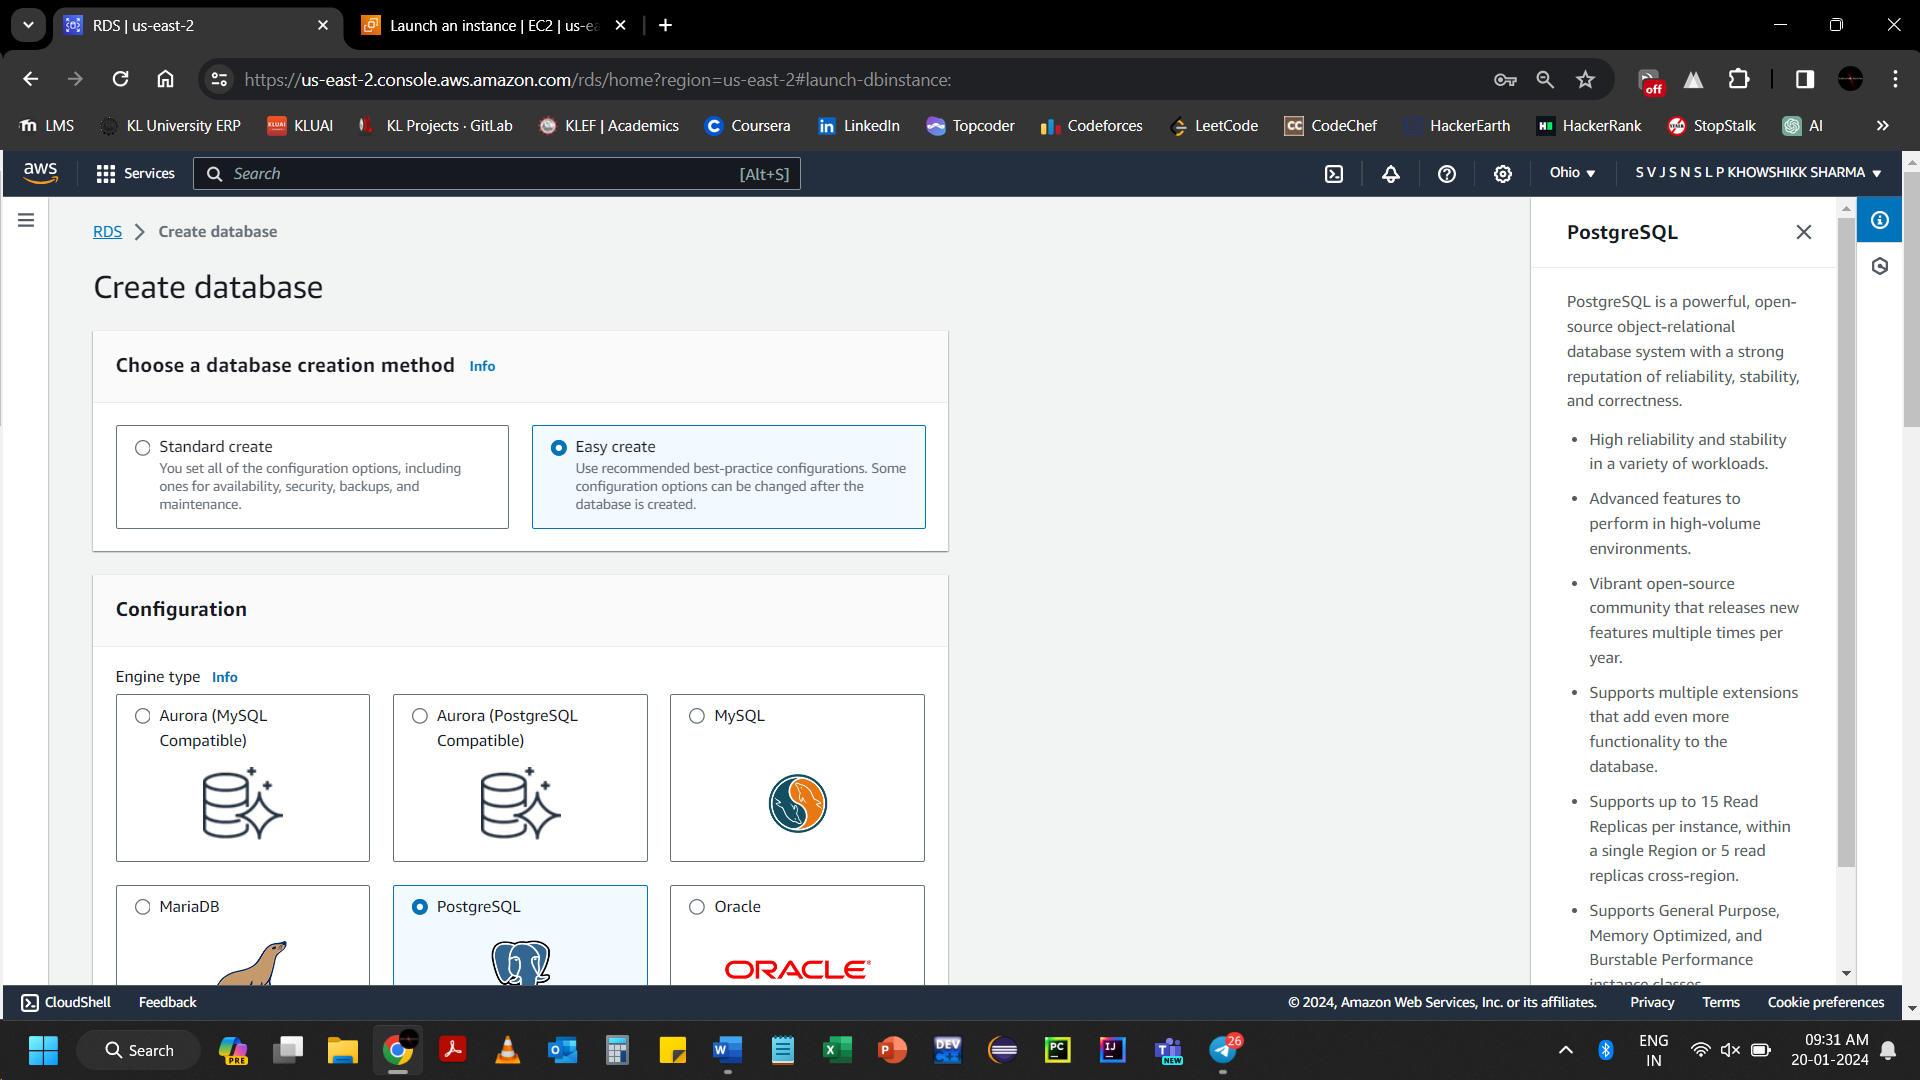 RDS | us-east-2
Launch an instance | EC2 | us-ea
https://us-east-2.console.aws.amazon.com/rds/home?region=us-east-2#launch-dbinstance:
off
LMS
KL University ERP
KLUAI
KL Projects · GitLab
KLEF | Academics
Coursera
LinkedIn
Topcoder
Codeforces
LeetCode
CodeChef
HackerEarth
HackerRank
StopStalk
AI
aws
Services
Search
[Alt+S]
Ohio
S V J S N S L P KHOWSHIKK SHARMA
RDS
Create database
Create database
Choose a database creation method Info
Standard create
You set all of the configuration options, including
ones for availability, security, backups, and
maintenance.
Easy create
Use recommended best-practice configurations. Some
configuration options can be changed after the
database is created.
Configuration
Engine type Info
Aurora (MySQL
Compatible)
Aurora (PostgreSQL
Compatible)
MySQL
MariaDB
PostgreSQL
Oracle
ORACLE
PostgreSQL
PostgreSQL is a powerful, open-
source object-relational
database system with a strong
reputation of reliability, stability,
and correctness.
• High reliability and stability
in a variety of workloads.
• Advanced features to
perform in high-volume
environments.
• Vibrant open-source
community that releases new
features multiple times per
year.
• Supports multiple extensions
that add even more
functionality to the
database.
• Supports up to 15 Read
Replicas per instance, within
a single Region or 5 read
replicas cross-region.
• Supports General Purpose,
Memory Optimized, and
Burstable Performance
instance classes.
CloudShell
Feedback
© 2024, Amazon Web Services, Inc. or its affiliates.
Privacy
Terms
Cookie preferences
Search
PRE
DEV
C++
PC
IJ
NEW
26
ENG
IN
09:31 AM
20-01-2024